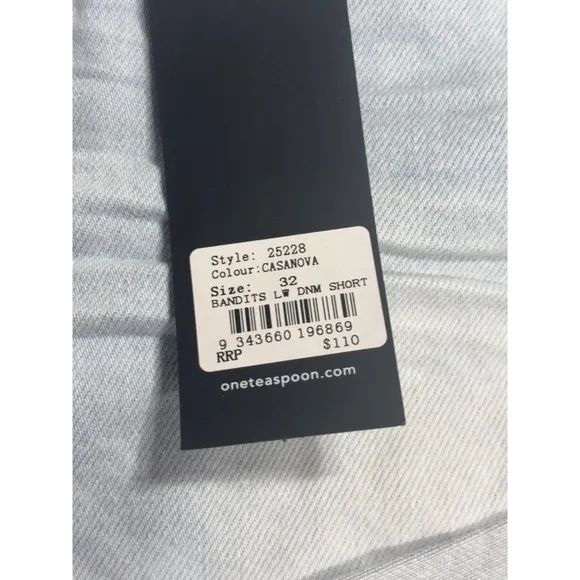 Style: 25228
Colour:CASANOVA
Size: 32
BANDITS LW DNM SHORT
9 343660 196869
RRP $110
oneteaspoon.com